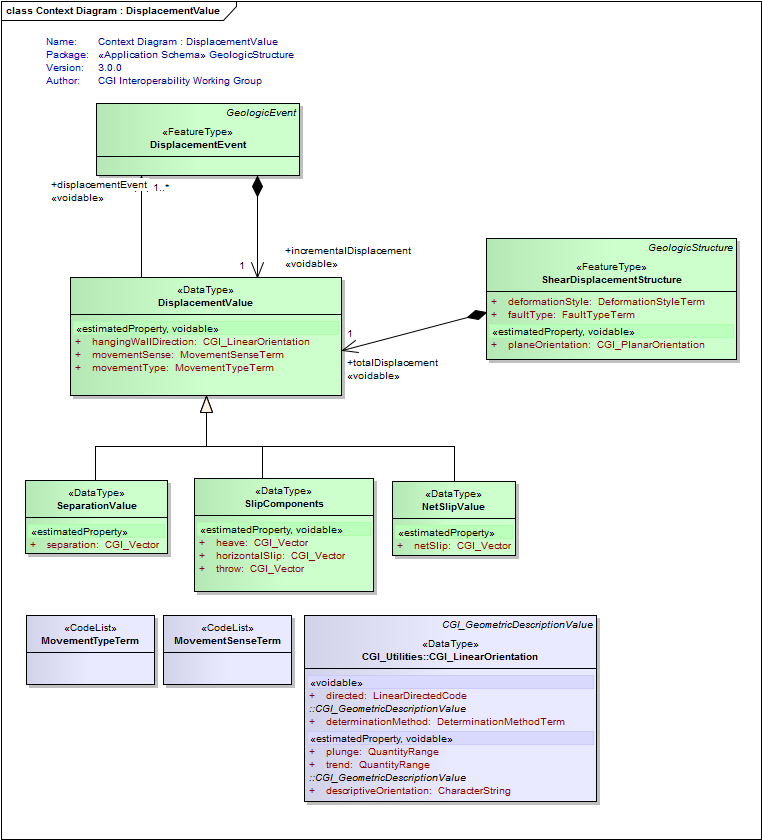 class Context Diagram : DisplacementValue
Name: Context Diagram : DisplacementValue
Package: «Application Schema» GeologicStructure
Version: 3.0.0
Author: CGI Interoperability Working Group
GeologicEvent
«FeatureType»
DisplacementEvent
+displacementEvent 1..*
«voidable»
+incrementalDisplacement
1 «voidable»
GeologicStructure
«FeatureType»
ShearDisplacementStructure
+ deformationStyle: DeformationStyleTerm
+ faultType: FaultTypeTerm
«estimatedProperty, voidable»
+ planeOrientation: CGI_PlanarOrientation
«DataType»
DisplacementValue
«estimatedProperty, voidable»
+ hangingWallDirection: CGI_LinearOrientation
+ movementSense: MovementSenseTerm
+ movementType: MovementTypeTerm
1
+totalDisplacement
«voidable»
«DataType»
SeparationValue
«estimatedProperty»
+ separation: CGI_Vector
«DataType»
SlipComponents
«estimatedProperty, voidable»
+ heave: CGI_Vector
+ horizontalSlip: CGI_Vector
+ throw: CGI_Vector
«DataType»
NetSlipValue
«estimatedProperty»
+ netSlip: CGI_Vector
«CodeList»
MovementTypeTerm
«CodeList»
MovementSenseTerm
CGI_GeometricDescriptionValue
«DataType»
CGI_Utilities::CGI_LinearOrientation
«voidable»
+ directed: LinearDirectedCode
::CGI_GeometricDescriptionValue
+ determinationMethod: DeterminationMethodTerm
«estimatedProperty, voidable»
+ plunge: QuantityRange
+ trend: QuantityRange
::CGI_GeometricDescriptionValue
+ descriptiveOrientation: CharacterString